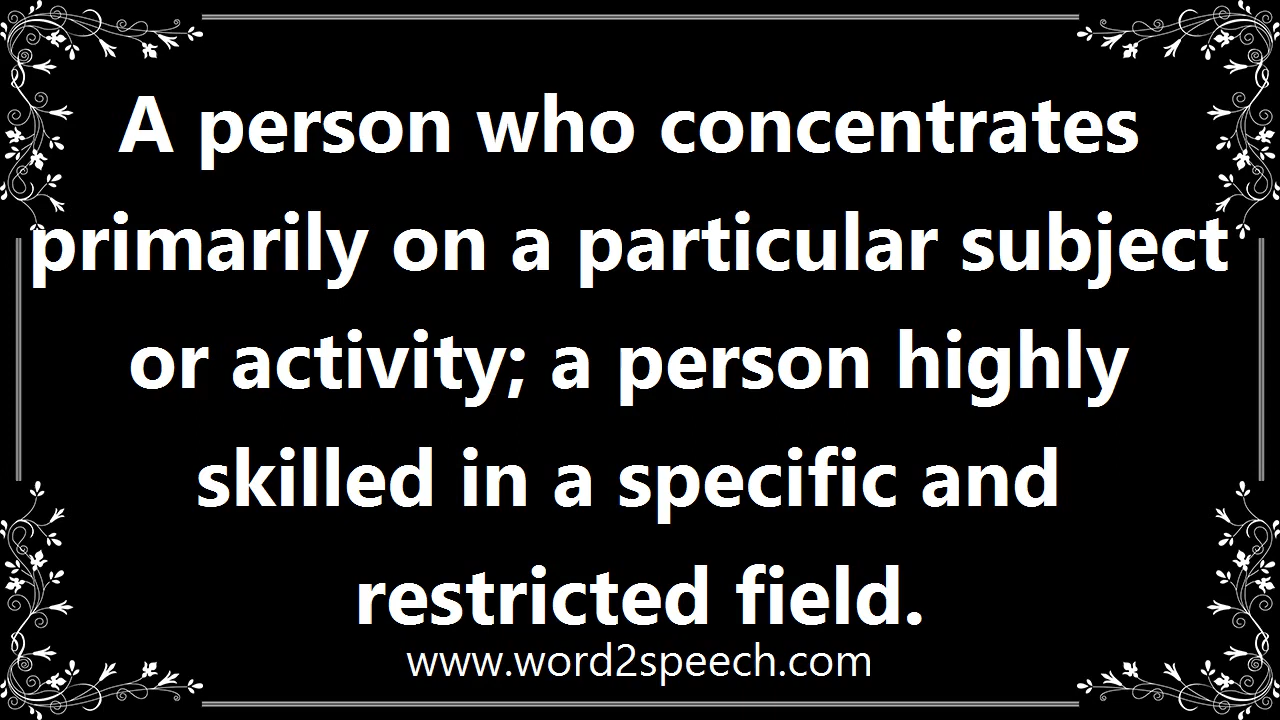 A person who concentrates
primarily on a particular subject
or activity; a person highly
skilled in a specific and
restricted field.
www.word2speech.com